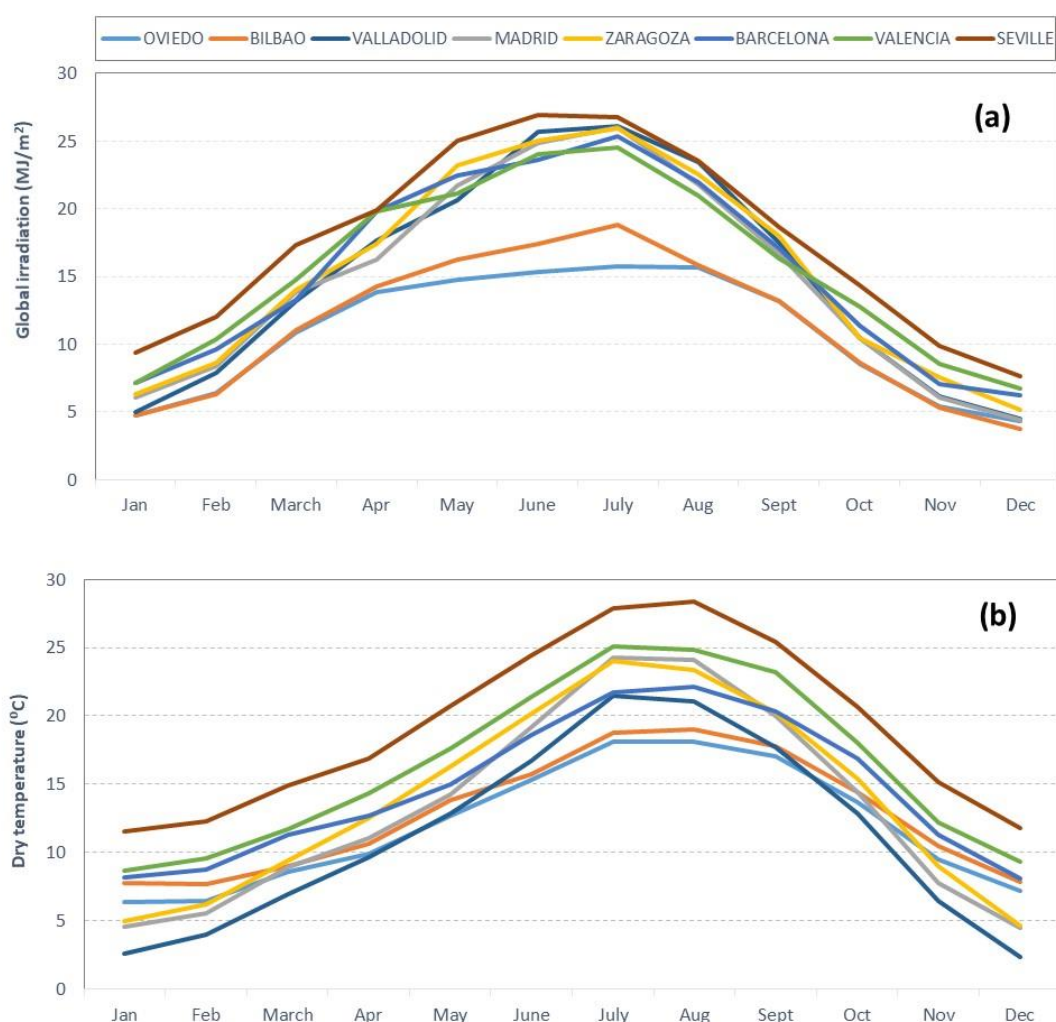 OVIEDO BILBAO VALLADOLID MADRID ZARAGOZA BARCELONA VALENCIA SEVILLE
(a)
Global irradiation (MJ/m²)
30
25
20
15
10
5
0
Jan Feb March Apr May June July Aug Sept Oct Nov Dec
(b)
Dry temperature (⁰C)
30
25
20
15
10
5
0
Jan Feb March Apr May June July Aug Sept Oct Nov Dec